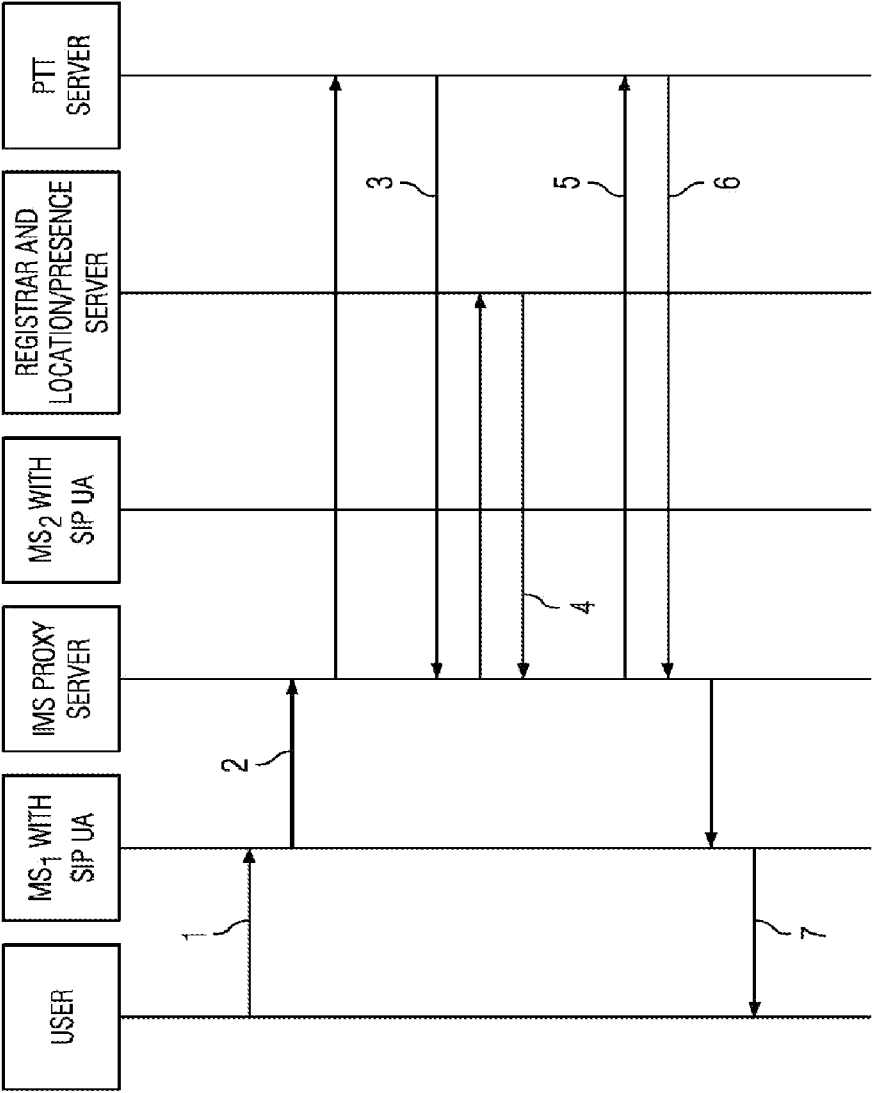 USER
MS1 WITH
SIP UA
IMS PROXY
SERVER
MS2 WITH
SIP UA
REGISTRAR AND
LOCATION/PRESENCE
SERVER
PTT
SERVER
1
2
3
4
5
6
7